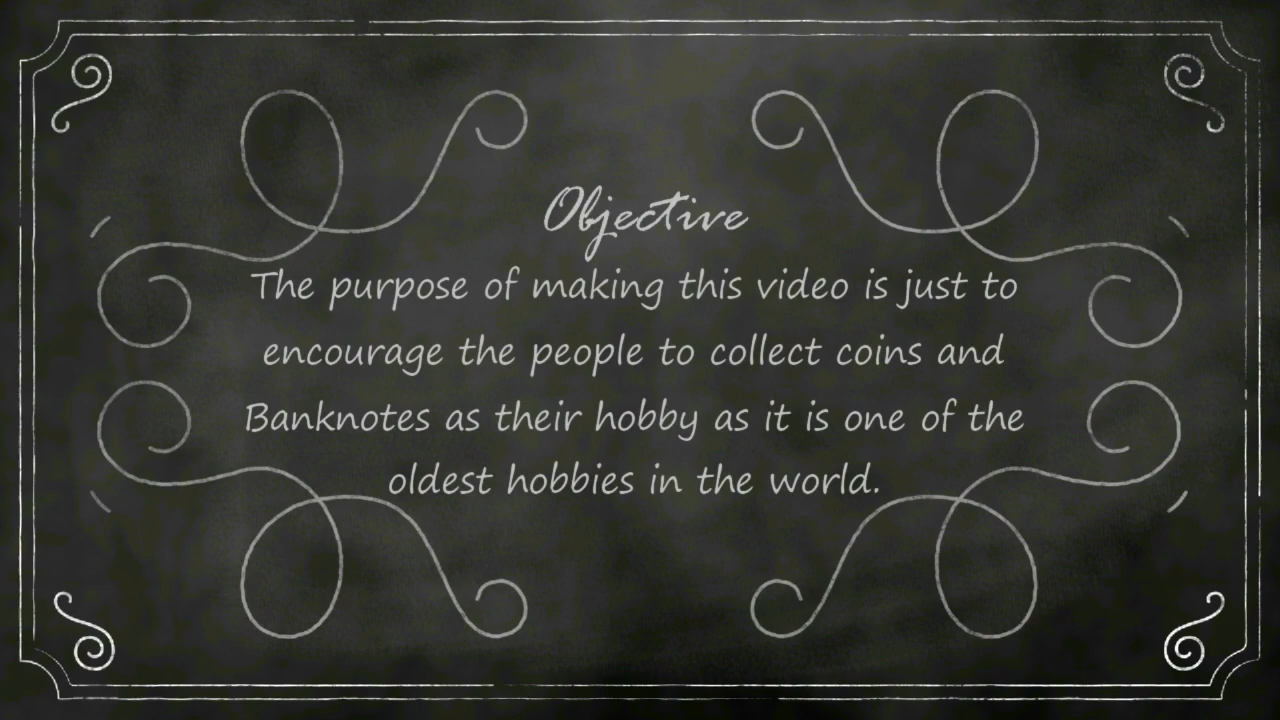 Objective
The purpose of making this video is just to
encourage the people to collect coins and
Banknotes as their hobby as it is one of the
oldest hobbies in the world.